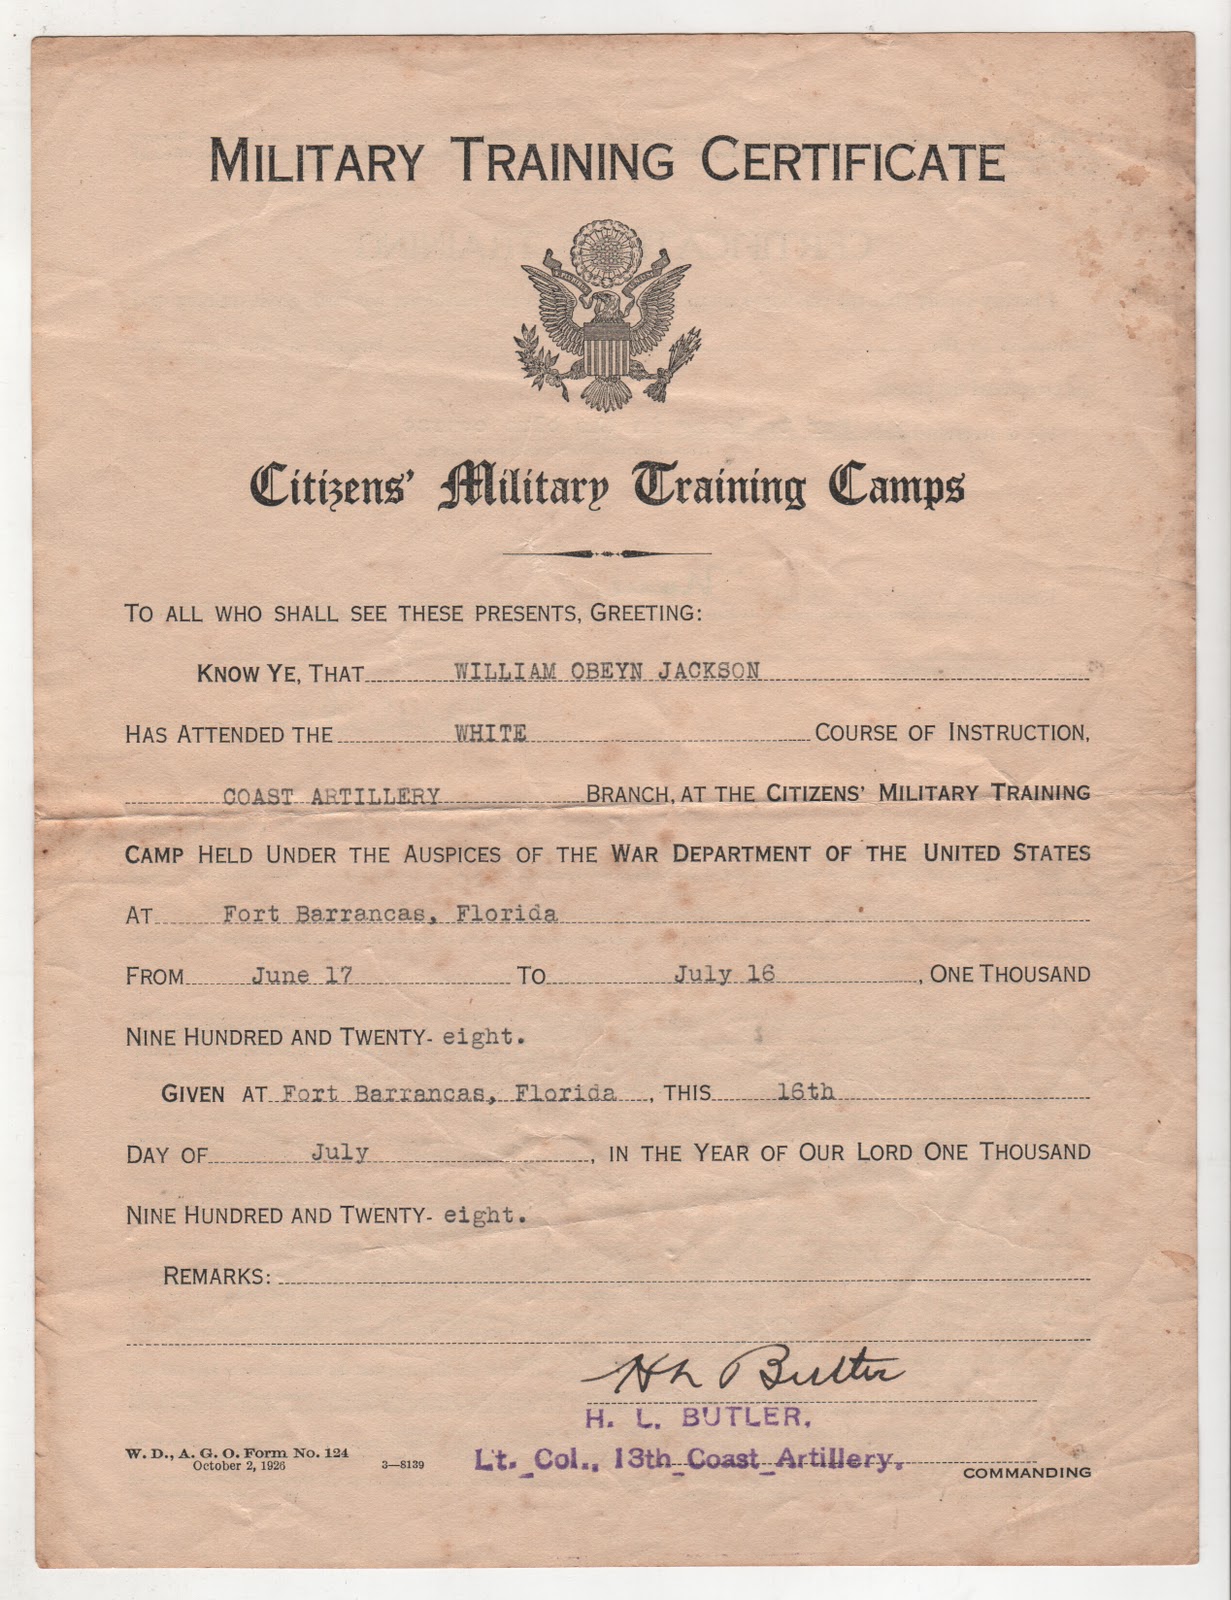 MILITARY TRAINING CERTIFICATE
Citizens' Military Training Camps
TO ALL WHO SHALL SEE THESE PRESENTS, GREETING:
KNOW YE, THAT WILLIAM OBEYN JACKSON
HAS ATTENDED THE WHITE COURSE OF INSTRUCTION,
COAST ARTILLERY BRANCH, AT THE CITIZENS' MILITARY TRAINING
CAMP HELD UNDER THE AUSPICES OF THE WAR DEPARTMENT OF THE UNITED STATES
AT Fort Barrancas, Florida
FROM June 17 TO July 16, ONE THOUSAND
NINE HUNDRED AND TWENTY- eight.
GIVEN AT Fort Barrancas, Florida, THIS 16th
DAY OF July, IN THE YEAR OF OUR LORD ONE THOUSAND
NINE HUNDRED AND TWENTY- eight.
REMARKS:
H L Butler
H. L. BUTLER,
Lt. Col., 13th Coast Artillery.
COMMANDING
W. D., A. G. O. Form No. 124
October 2, 1926
3—8139